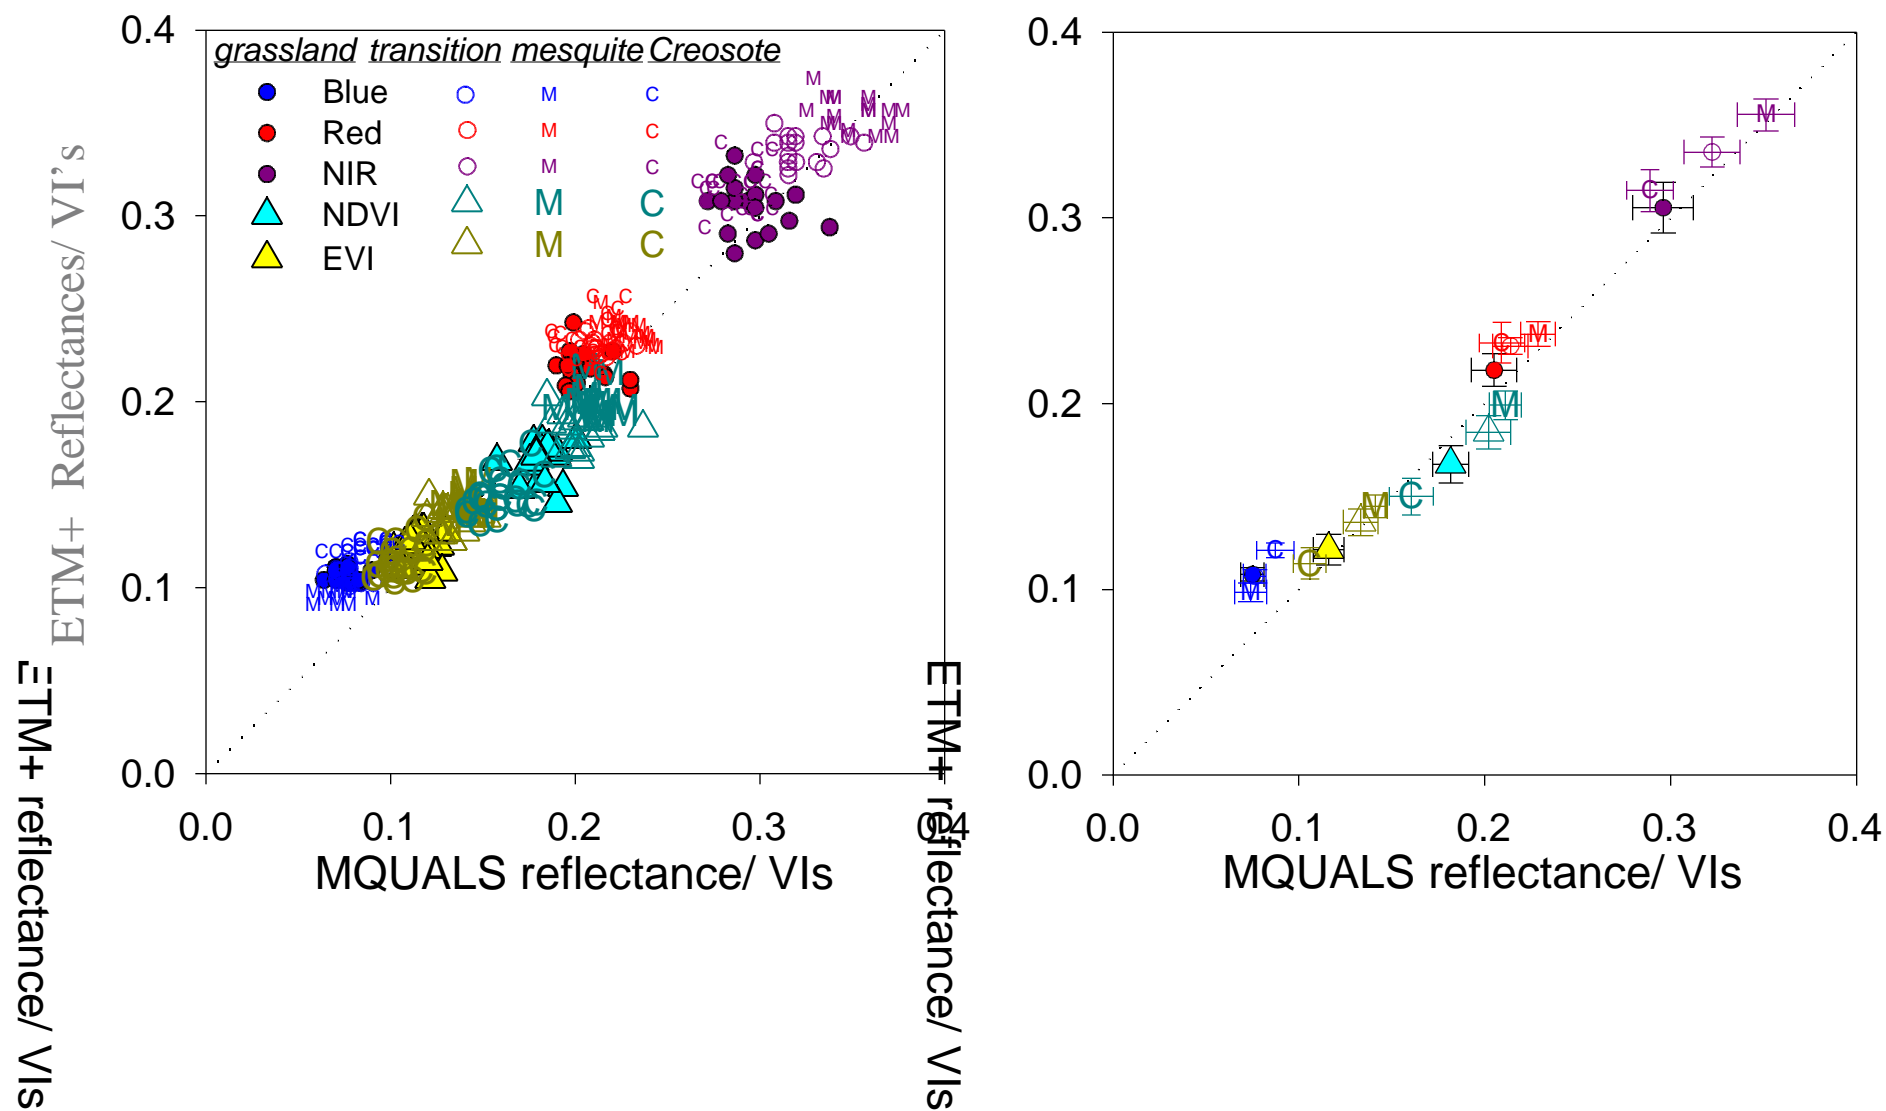 grassland transition mesquite Creosote
Blue M C
Red M C
NIR M C
NDVI M C
EVI M C
0.4
0.3
0.2
0.1
0.0
0.0 0.1 0.2 0.3 0.4
MQUALS reflectance/ VIs
ETM+ Reflectances/ VI's
ETM+ reflectance/ VIs
0.4
0.3
0.2
0.1
0.0
0.0 0.1 0.2 0.3 0.4
MQUALS reflectance/ VIs
ETM+ reflectance/ VIs